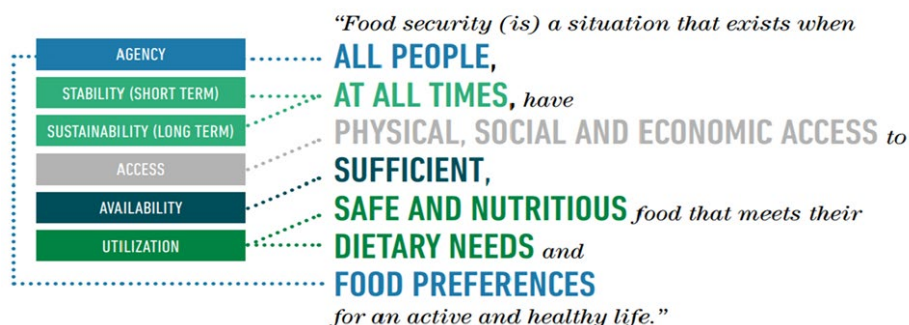 “Food security (is) a situation that exists when
AGENCY
ALL PEOPLE,
STABILITY (SHORT TERM)
AT ALL TIMES, have
SUSTAINABILITY (LONG TERM)
PHYSICAL, SOCIAL AND ECONOMIC ACCESS to
ACCESS
SUFFICIENT,
AVAILABILITY
SAFE AND NUTRITIOUS food that meets their
UTILIZATION
DIETARY NEEDS and
FOOD PREFERENCES
for an active and healthy life.”